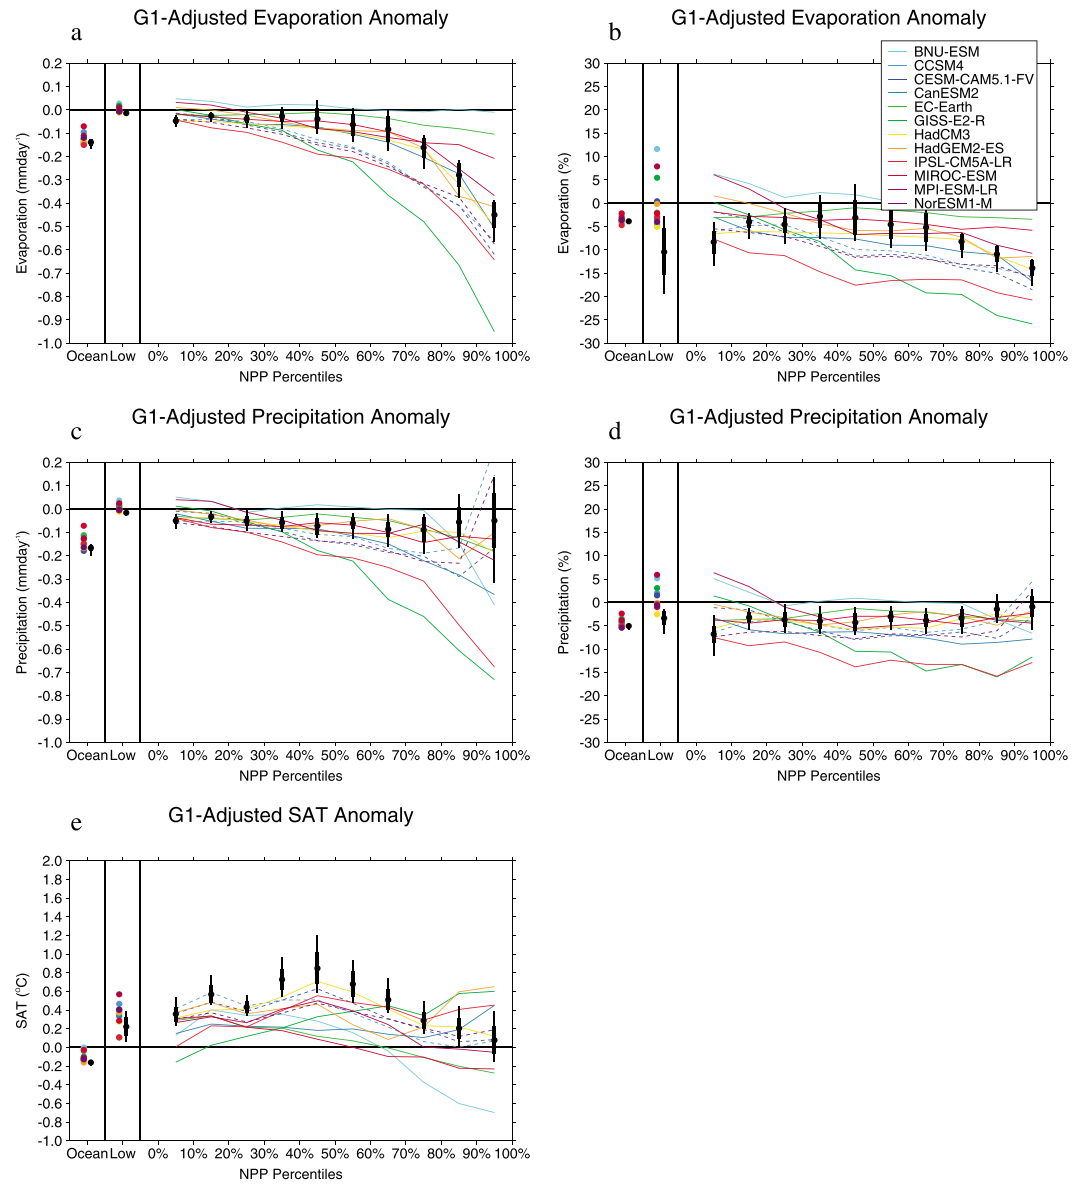 G1-Adjusted Evaporation Anomaly
a
0.2
0.1
0.0
-0.1
-0.2
-0.3
-0.4
-0.5
-0.6
-0.7
-0.8
-0.9
-1.0
Evaporation (mmday-1)
Ocean Low 0% 10% 20% 30% 40% 50% 60% 70% 80% 90% 100%
NPP Percentiles
G1-Adjusted Evaporation Anomaly
b
30
25
20
15
10
5
0
-5
-10
-15
-20
-25
-30
Evaporation (%)
BNU-ESM
CCSM4
CESM-CAM5.1-FV
CanESM2
EC-Earth
GISS-E2-R
HadCM3
HadGEM2-ES
IPSL-CM5A-LR
MIROC-ESM
MPI-ESM-LR
NorESM1-M
Ocean Low 0% 10% 20% 30% 40% 50% 60% 70% 80% 90% 100%
NPP Percentiles
G1-Adjusted Precipitation Anomaly
c
0.2
0.1
0.0
-0.1
-0.2
-0.3
-0.4
-0.5
-0.6
-0.7
-0.8
-0.9
-1.0
Precipitation (mmday-1)
Ocean Low 0% 10% 20% 30% 40% 50% 60% 70% 80% 90% 100%
NPP Percentiles
G1-Adjusted Precipitation Anomaly
d
30
25
20
15
10
5
0
-5
-10
-15
-20
-25
-30
Precipitation (%)
Ocean Low 0% 10% 20% 30% 40% 50% 60% 70% 80% 90% 100%
NPP Percentiles
G1-Adjusted SAT Anomaly
e
2.0
1.8
1.6
1.4
1.2
1.0
0.8
0.6
0.4
0.2
0.0
-0.2
-0.4
-0.6
-0.8
-1.0
SAT (°C)
Ocean Low 0% 10% 20% 30% 40% 50% 60% 70% 80% 90% 100%
NPP Percentiles